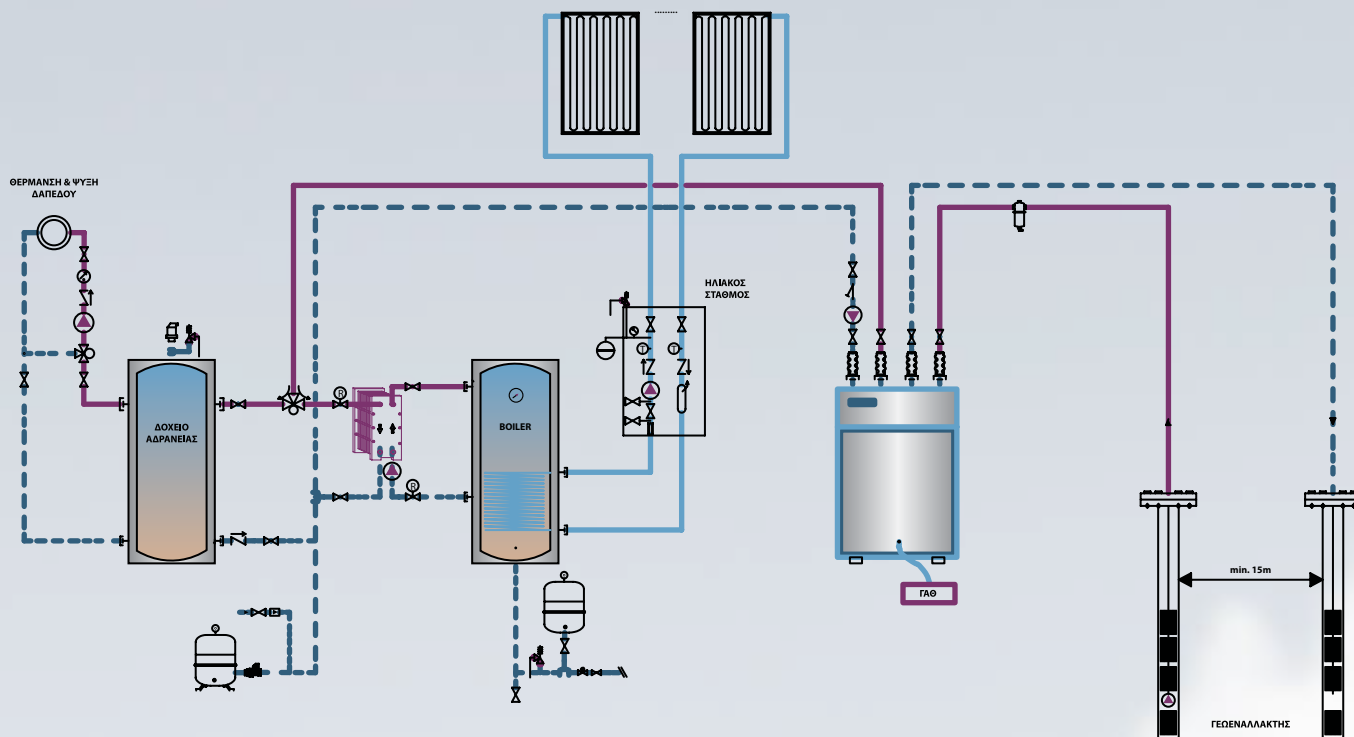 ΘΕΡΜΑΝΣΗ & ΨΥΞΗ
ΔΑΠΕΔΟΥ
ΗΛΙΑΚΟΣ
ΣΤΑΘΜΟΣ
T
T
R
ΔΟΧΕΙΟ
ΑΔΡΑΝΕΙΑΣ
BOILER
R
min. 15m
ΓΑΘ
ΓΕΩΕΝΑΛΛΑΚΤΗΣ